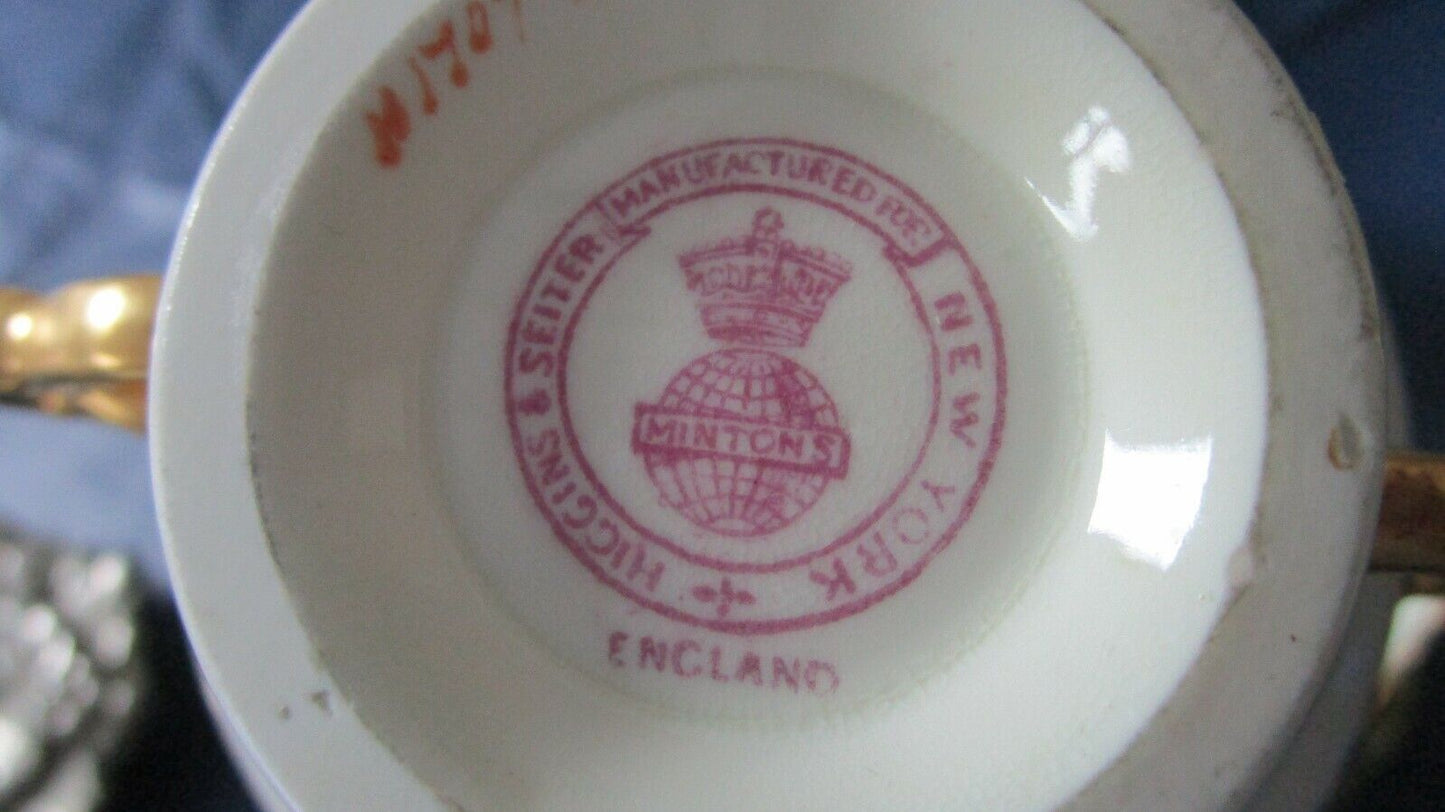 MANUFACTURED FOR
HIGGINS & SEITER
NEW YORK
MINTONS
ENGLAND